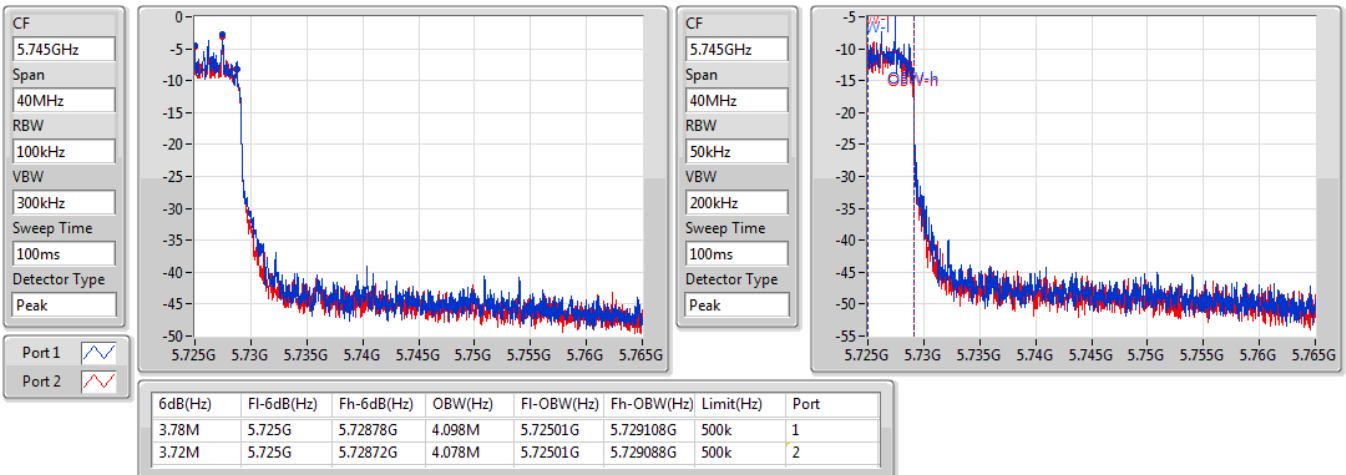 CF
5.745GHz
Span
40MHz
RBW
100kHz
VBW
300kHz
Sweep Time
100ms
Detector Type
Peak
Port 1
Port 2
0
-5
-10
-15
-20
-25
-30
-35
-40
-45
-50
5.725G 5.73G 5.735G 5.74G 5.745G 5.75G 5.755G 5.76G 5.765G
CF
5.745GHz
Span
40MHz
RBW
50kHz
VBW
200kHz
Sweep Time
100ms
Detector Type
Peak
-5
-10
-15
-20
-25
-30
-35
-40
-45
-50
-55
OBW-h
5.725G 5.73G 5.735G 5.74G 5.745G 5.75G 5.755G 5.76G 5.765G
6dB(Hz) Fl-6dB(Hz) Fh-6dB(Hz) OBW(Hz) Fl-OBW(Hz) Fh-OBW(Hz) Limit(Hz) Port
3.78M 5.725G 5.72878G 4.098M 5.72501G 5.729108G 500k 1
3.72M 5.725G 5.72872G 4.078M 5.72501G 5.729088G 500k 2